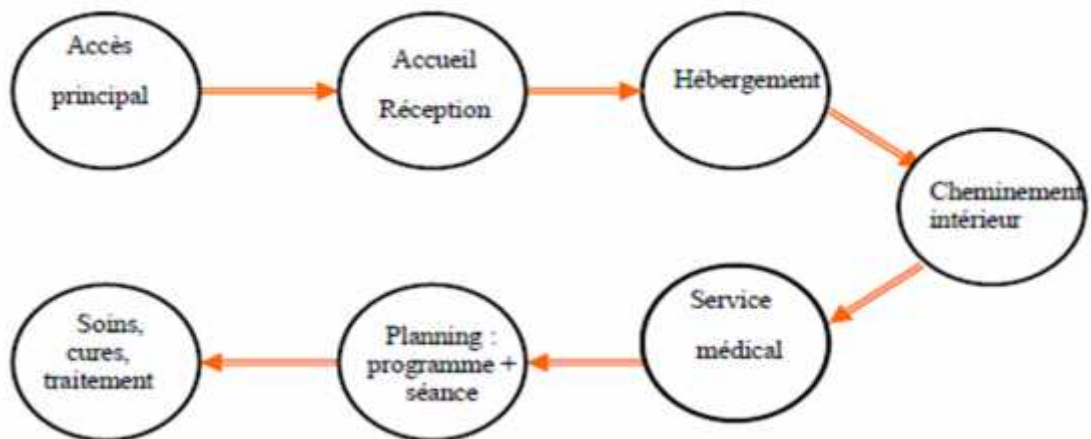 Accès
principal
Accueil
Réception
Hébergement
Cheminement
intérieur
Service
médical
Planning :
programme +
séance
Soins,
cures,
traitement